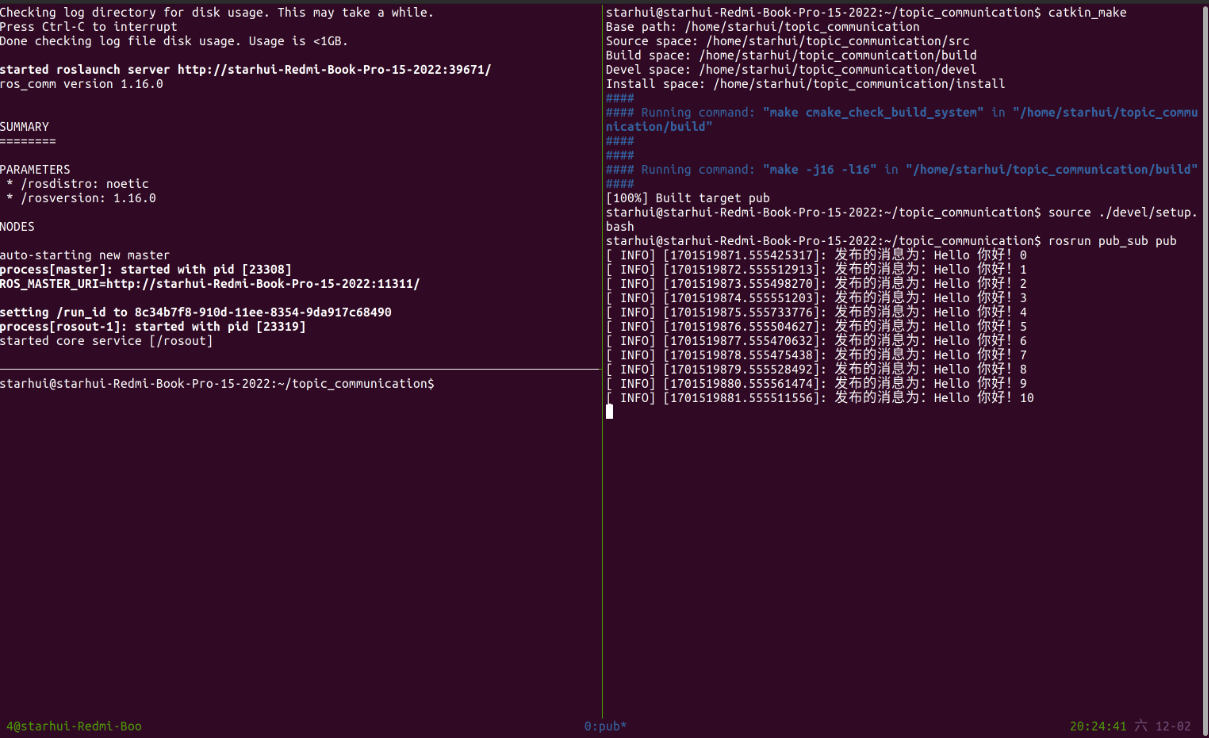 Checking log directory for disk usage. This may take a while.
Press Ctrl-C to interrupt
Done checking log file disk usage. Usage is <1GB.
started roslaunch server http://starhui-Redmi-Book-Pro-15-2022:39671/
ros_comm version 1.16.0
SUMMARY
========
PARAMETERS
 * /rosdistro: noetic
 * /rosversion: 1.16.0
NODES
auto-starting new master
process[master]: started with pid [23308]
ROS_MASTER_URI=http://starhui-Redmi-Book-Pro-15-2022:11311/
setting /run_id to 8c34b7f8-910d-11ee-8354-9da917c68490
process[rosout-1]: started with pid [23319]
started core service [/rosout]
starhui@starhui-Redmi-Book-Pro-15-2022:~/topic_communication$
starhui@starhui-Redmi-Book-Pro-15-2022:~/topic_communication$ catkin_make
Base path: /home/starhui/topic_communication
Source space: /home/starhui/topic_communication/src
Build space: /home/starhui/topic_communication/build
Devel space: /home/starhui/topic_communication/devel
Install space: /home/starhui/topic_communication/install
####
#### Running command: "make cmake_check_build_system" in "/home/starhui/topic_commu
nication/build"
####
####
#### Running command: "make -j16 -l16" in "/home/starhui/topic_communication/build"
####
[100%] Built target pub
starhui@starhui-Redmi-Book-Pro-15-2022:~/topic_communication$ source ./devel/setup.
bash
starhui@starhui-Redmi-Book-Pro-15-2022:~/topic_communication$ rosrun pub_sub pub
[ INFO] [1701519871.555425317]: 发布的消息为：Hello 你好！0
[ INFO] [1701519872.555512913]: 发布的消息为：Hello 你好！1
[ INFO] [1701519873.555498270]: 发布的消息为：Hello 你好！2
[ INFO] [1701519874.555551203]: 发布的消息为：Hello 你好！3
[ INFO] [1701519875.555733776]: 发布的消息为：Hello 你好！4
[ INFO] [1701519876.555504627]: 发布的消息为：Hello 你好！5
[ INFO] [1701519877.555470632]: 发布的消息为：Hello 你好！6
[ INFO] [1701519878.555475438]: 发布的消息为：Hello 你好！7
[ INFO] [1701519879.555528492]: 发布的消息为：Hello 你好！8
[ INFO] [1701519880.555561474]: 发布的消息为：Hello 你好！9
[ INFO] [1701519881.555511556]: 发布的消息为：Hello 你好！10
4@starhui-Redmi-Boo 0:pub* 20:24:41 六 12-02